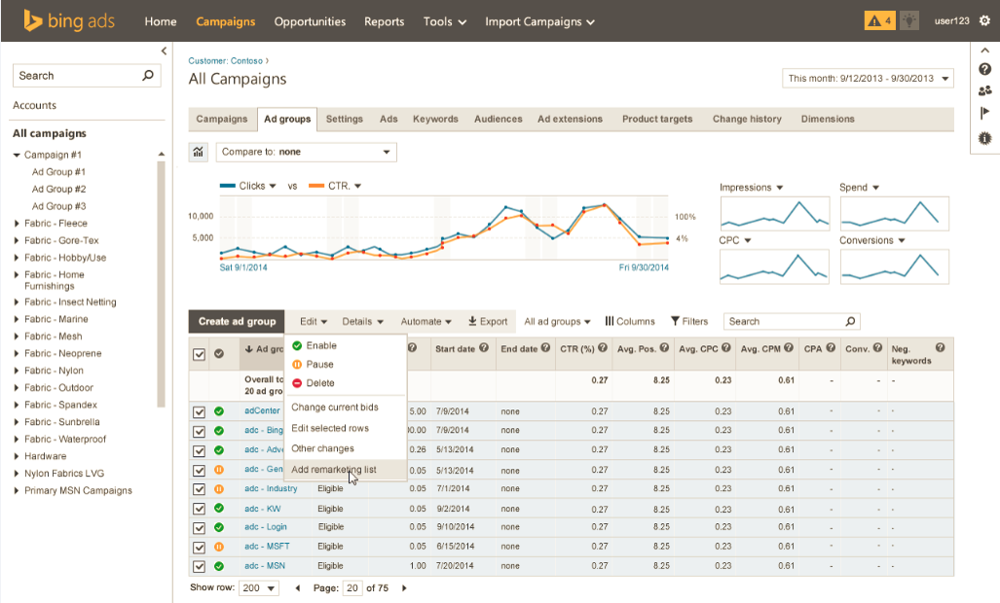 bing ads Home Campaigns Opportunities Reports Tools Import Campaigns 4 user123
Search
Accounts
All campaigns
Campaign #1
Ad Group #1
Ad Group #2
Ad Group #3
Fabric - Fleece
Fabric - Gore-Tex
Fabric - Hobby/Use
Fabric - Home
Furnishings
Fabric - Insect Netting
Fabric - Marine
Fabric - Mesh
Fabric - Neoprene
Fabric - Nylon
Fabric - Outdoor
Fabric - Spandex
Fabric - Sunbrella
Fabric - Waterproof
Hardware
Nylon Fabrics LVG
Primary MSN Campaigns
Customer: Contoso
All Campaigns
This month: 9/12/2013 - 9/30/2013
Campaigns Ad groups Settings Ads Keywords Audiences Ad extensions Product targets Change history Dimensions
Compare to: none
Clicks vs CTR.
10,000 100%
5,000 4%
Sat 9/1/2014 Fri 9/30/2014
Impressions Spend
CPC Conversions
Create ad group Edit Details Automate Export All ad groups Columns Filters Search
Enable
Pause
Delete
Change current bids
Edit selected rows
Other changes
Add remarketing list
Ad gro Start date End date CTR (%) Avg. Pos. Avg. CPC Avg. CPM CPA Conv. Neg.
keywords
Overall to 0.27 8.25 0.23 0.61 - - -
20 ad gro
adCenter 5.00 7/9/2014 none 0.27 8.25 0.23 0.61 - - -
adc - Bing 00.00 7/9/2014 none 0.27 8.25 0.23 0.61 - - -
adc - Adve 0.26 5/13/2014 none 0.27 8.25 0.23 0.61 - - -
adc - Gen 0.05 5/13/2014 none 0.27 8.25 0.23 0.61 - - -
adc - Industry Eligible 0.05 7/1/2014 none 0.27 8.25 0.23 0.61 - - -
adc - KW Eligible 0.05 9/2/2014 none 0.27 8.25 0.23 0.61 - - -
adc - Login Eligible 0.05 9/10/2014 none 0.27 8.25 0.23 0.61 - - -
adc - MSFT Eligible 0.05 6/15/2014 none 0.27 8.25 0.23 0.61 - - -
adc - MSN Eligible 1.00 7/20/2014 none 0.27 8.25 0.23 0.61 - - -
Show row: 200 Page: 20 of 75